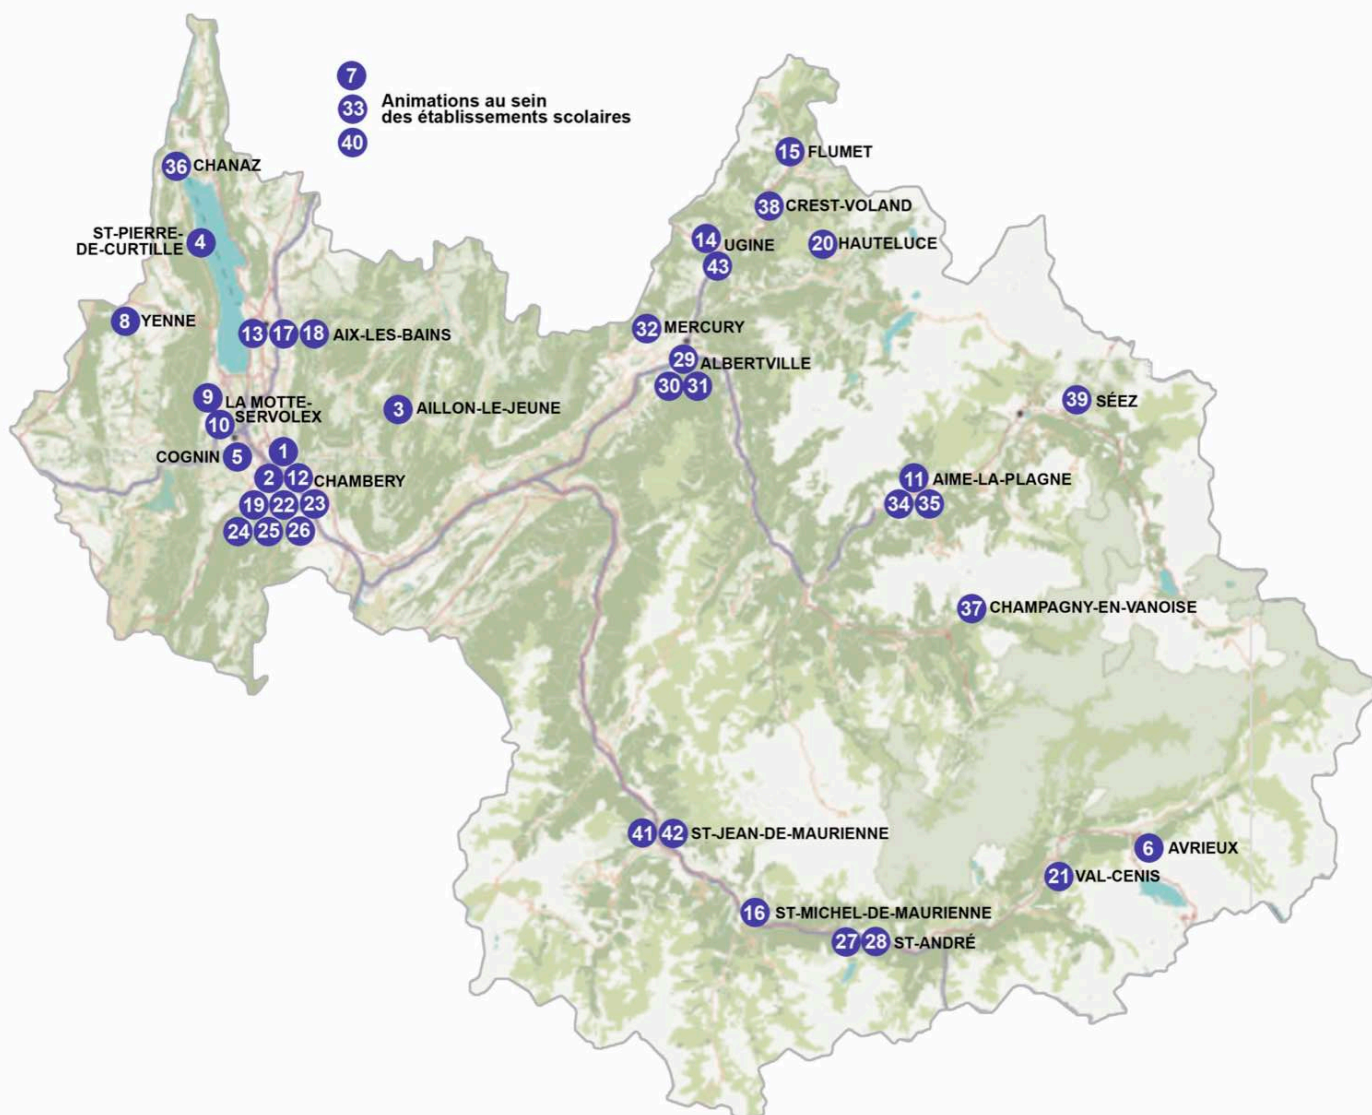 7
33 Animations au sein
des établissements scolaires
40
15 FLUMET
36 CHANAZ
38 CREST-VOLAND
ST-PIERRE-
DE-CURTILLE 4
14 UGINE
43
20 HAUTELUCE
8 YENNE
13 17 18 AIX-LES-BAINS
32 MERCURY
29 ALBERTVILLE
30 31
9 LA MOTTE-
10 SERVOLEX
3 AILLON-LE-JEUNE
39 SÉEZ
COGNIN 5
1
2 12 CHAMBERY
19 22 23
24 25 26
11 AIME-LA-PLAGNE
34 35
37 CHAMPAGNY-EN-VANOISE
41 42 ST-JEAN-DE-MAURIENNE
6 AVRIEUX
21 VAL-CENIS
16 ST-MICHEL-DE-MAURIENNE
27 28 ST-ANDRÉ